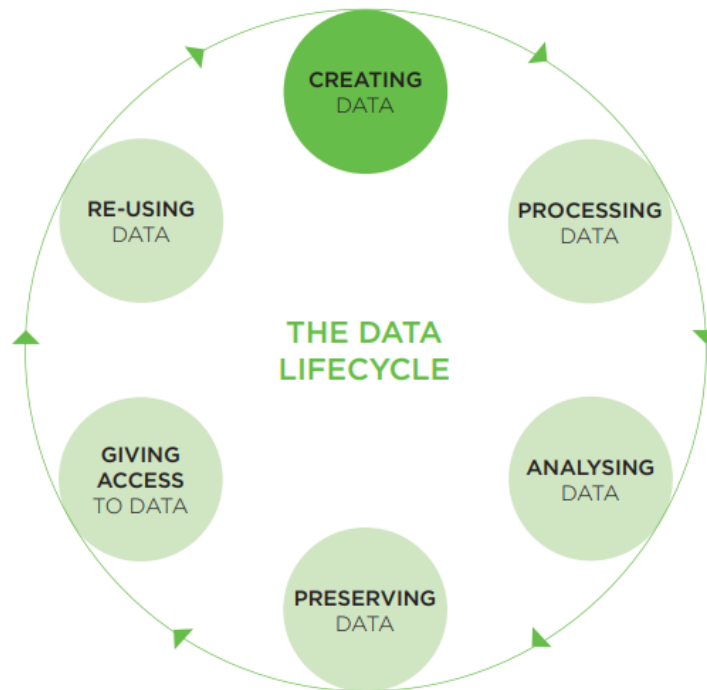 CREATING
DATA
PROCESSING
DATA
ANALYSING
DATA
PRESERVING
DATA
GIVING
ACCESS
TO DATA
RE-USING
DATA
THE DATA
LIFECYCLE